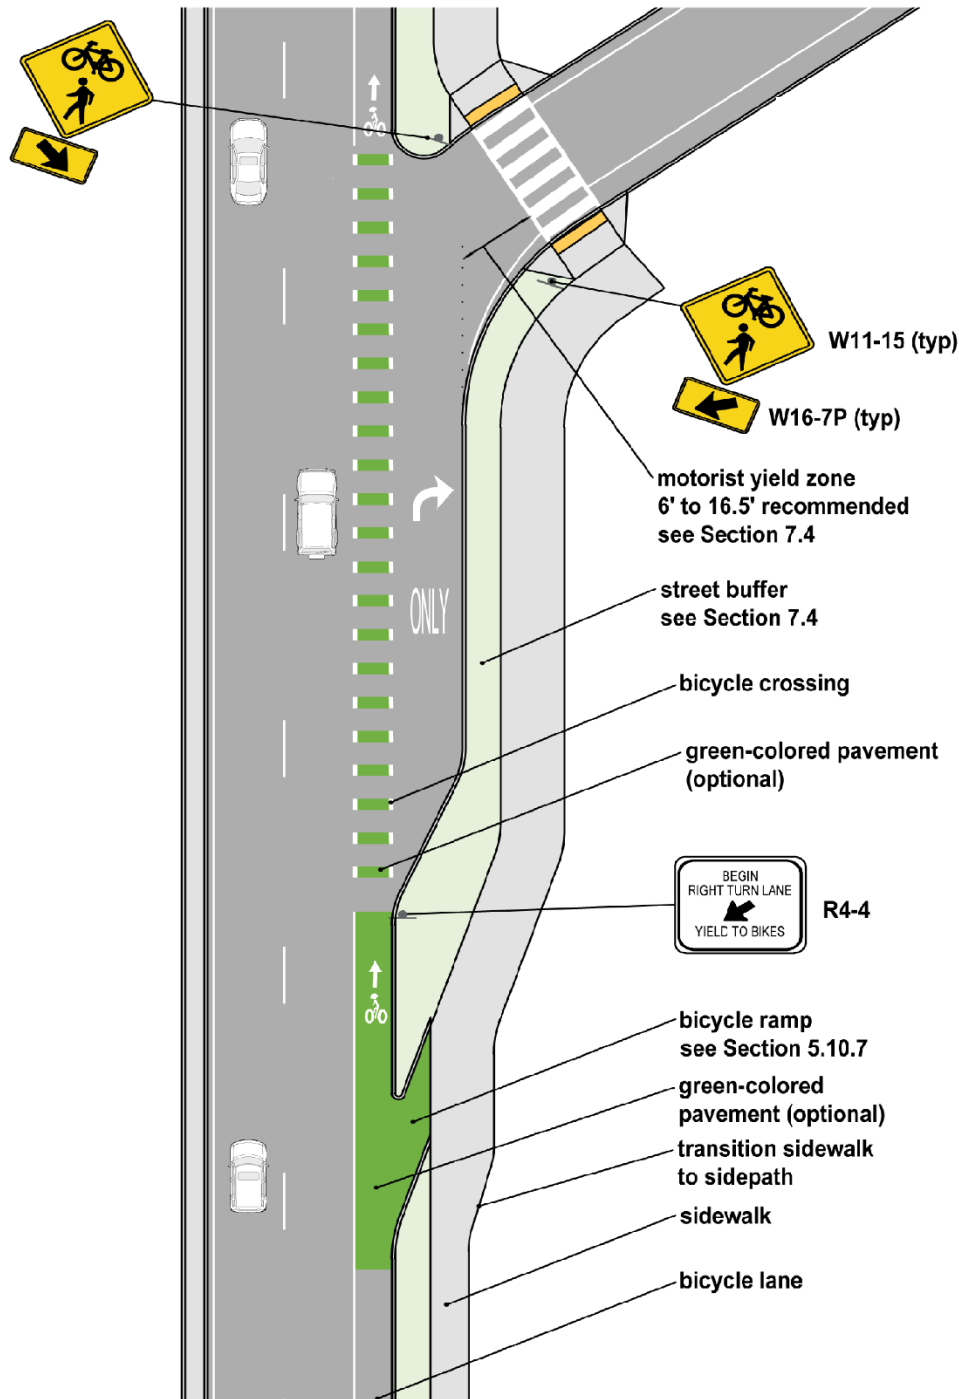 W11-15 (typ)
W16-7P (typ)
motorist yield zone
6' to 16.5' recommended
see Section 7.4
street buffer
see Section 7.4
ONLY
bicycle crossing
green-colored pavement
(optional)
BEGIN
RIGHT TURN LANE
YIELD TO BIKES
R4-4
bicycle ramp
see Section 5.10.7
green-colored
pavement (optional)
transition sidewalk
to sidepath
sidewalk
bicycle lane